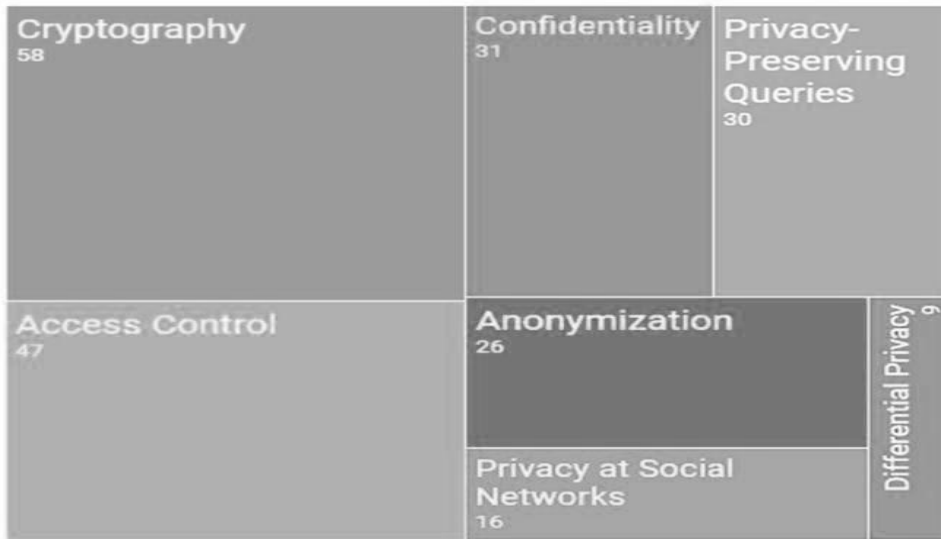 Cryptography
58
Confidentiality
31
Privacy-
Preserving
Queries
30
Access Control
47
Anonymization
26
Privacy at Social
Networks
16
Differential Privacy
9